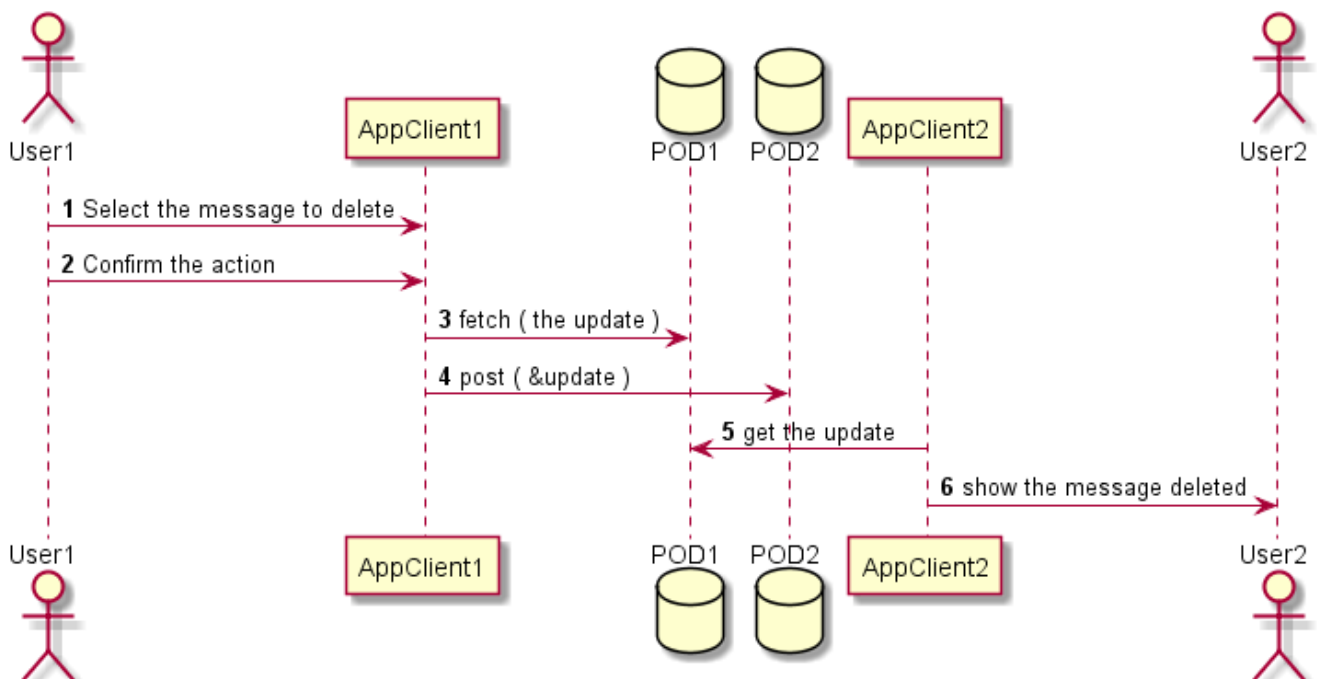 User1
AppClient1
POD1
POD2
AppClient2
User2
1 Select the message to delete
2 Confirm the action
3 fetch ( the update )
4 post ( &update )
5 get the update
6 show the message deleted
User1
AppClient1
POD1
POD2
AppClient2
User2